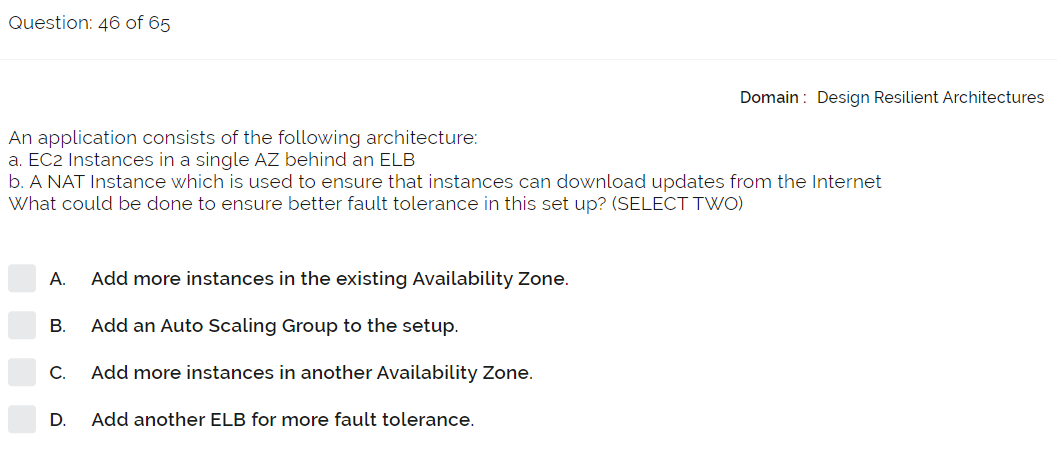 Question: 46 of 65
Domain : Design Resilient Architectures
An application consists of the following architecture:
a. EC2 Instances in a single AZ behind an ELB
b. A NAT Instance which is used to ensure that instances can download updates from the Internet
What could be done to ensure better fault tolerance in this set up? (SELECT TWO)
A. Add more instances in the existing Availability Zone.
B. Add an Auto Scaling Group to the setup.
C. Add more instances in another Availability Zone.
D. Add another ELB for more fault tolerance.